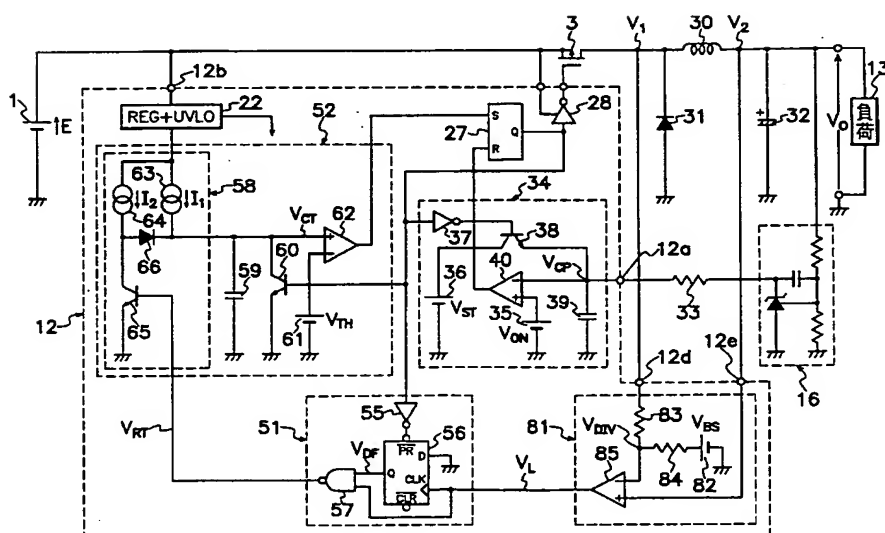 3
V1
30
V2
12b
1
E
REG+UVLO
22
52
28
S
27
Q
R
31
32
Vo
13
負荷
63
58
I2
I1
64
VCT
62
34
66
37
38
60
40
VCP
12a
36
59
12
65
61
VTH
VST
35
VON
39
33
16
12d
12e
55
51
VRT
VDF
56
PR
Q
D
CLK
CLR
57
VL
81
VDIV
83
VBS
85
84
82